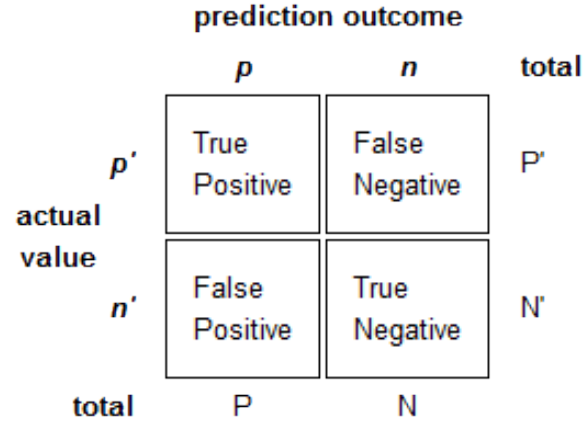 prediction outcome
p n total
p' True Positive False Negative P'
actual value
n' False Positive True Negative N'
total P N